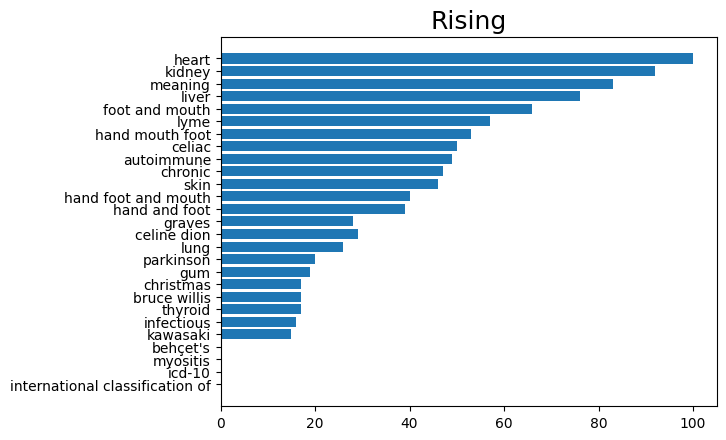 Rising
heart
kidney
meaning
liver
foot and mouth
lyme
hand mouth foot
celiac
autoimmune
chronic
skin
hand foot and mouth
hand and foot
graves
celine dion
lung
parkinson
gum
christmas
bruce willis
thyroid
infectious
kawasaki
behçet's
myositis
icd-10
international classification of
0 20 40 60 80 100